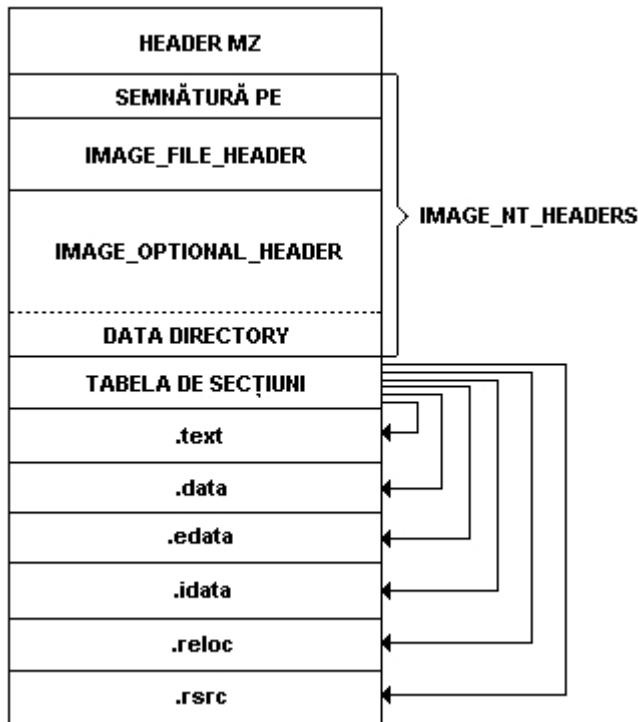 HEADER MZ
SEMNĂTURĂ PE
IMAGE_FILE_HEADER
IMAGE_NT_HEADERS
IMAGE_OPTIONAL_HEADER
DATA DIRECTORY
TABELA DE SECȚIUNI
.text
.data
.edata
.idata
.reloc
.rsrc